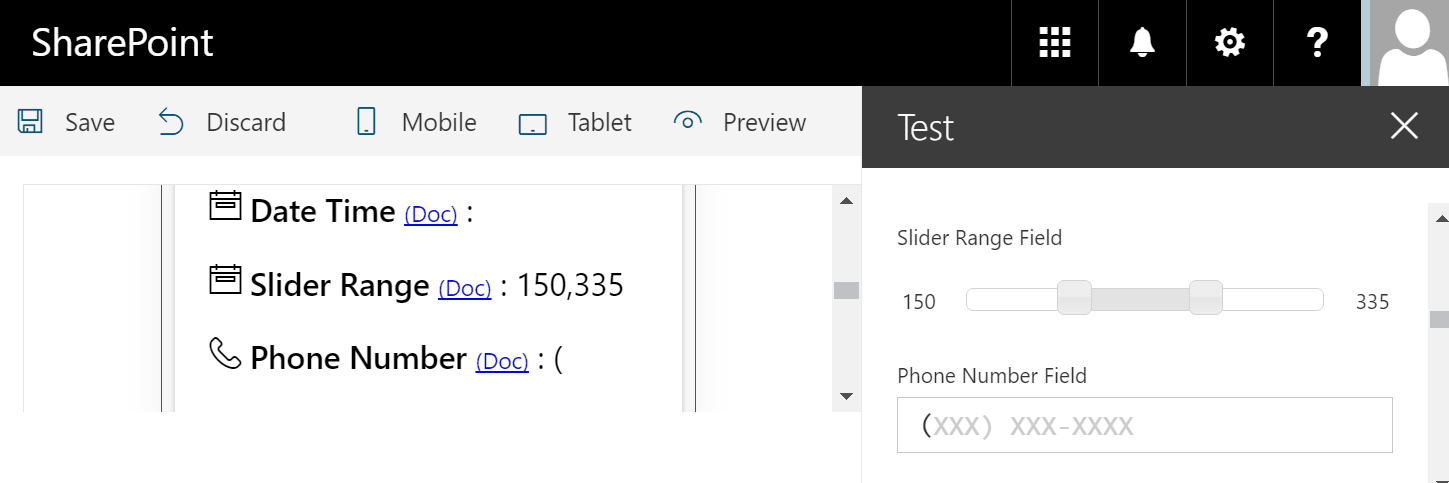 SharePoint
?
Save Discard Mobile Tablet Preview
Test
Date Time (Doc) :
Slider Range (Doc) : 150,335
Phone Number (Doc) : (
Slider Range Field
150 335
Phone Number Field
(XXX) XXX-XXXX